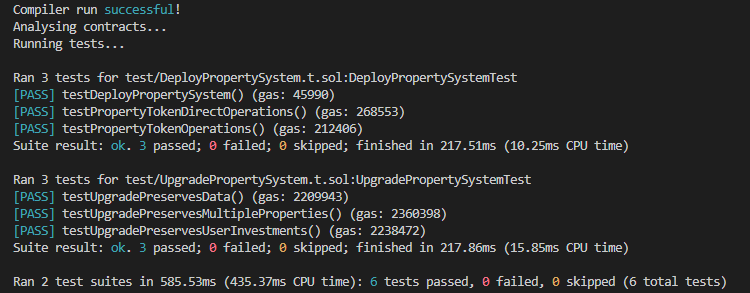 Compiler run successful!
Analysing contracts...
Running tests...
Ran 3 tests for test/DeployPropertySystem.t.sol:DeployPropertySystemTest
[PASS] testDeployPropertySystem() (gas: 45990)
[PASS] testPropertyTokenDirectOperations() (gas: 268553)
[PASS] testPropertyTokenOperations() (gas: 212406)
Suite result: ok. 3 passed; 0 failed; 0 skipped; finished in 217.51ms (10.25ms CPU time)
Ran 3 tests for test/UpgradePropertySystem.t.sol:UpgradePropertySystemTest
[PASS] testUpgradePreservesData() (gas: 2209943)
[PASS] testUpgradePreservesMultipleProperties() (gas: 2360398)
[PASS] testUpgradePreservesUserInvestments() (gas: 2238472)
Suite result: ok. 3 passed; 0 failed; 0 skipped; finished in 217.86ms (15.85ms CPU time)
Ran 2 test suites in 585.53ms (435.37ms CPU time): 6 tests passed, 0 failed, 0 skipped (6 total tests)